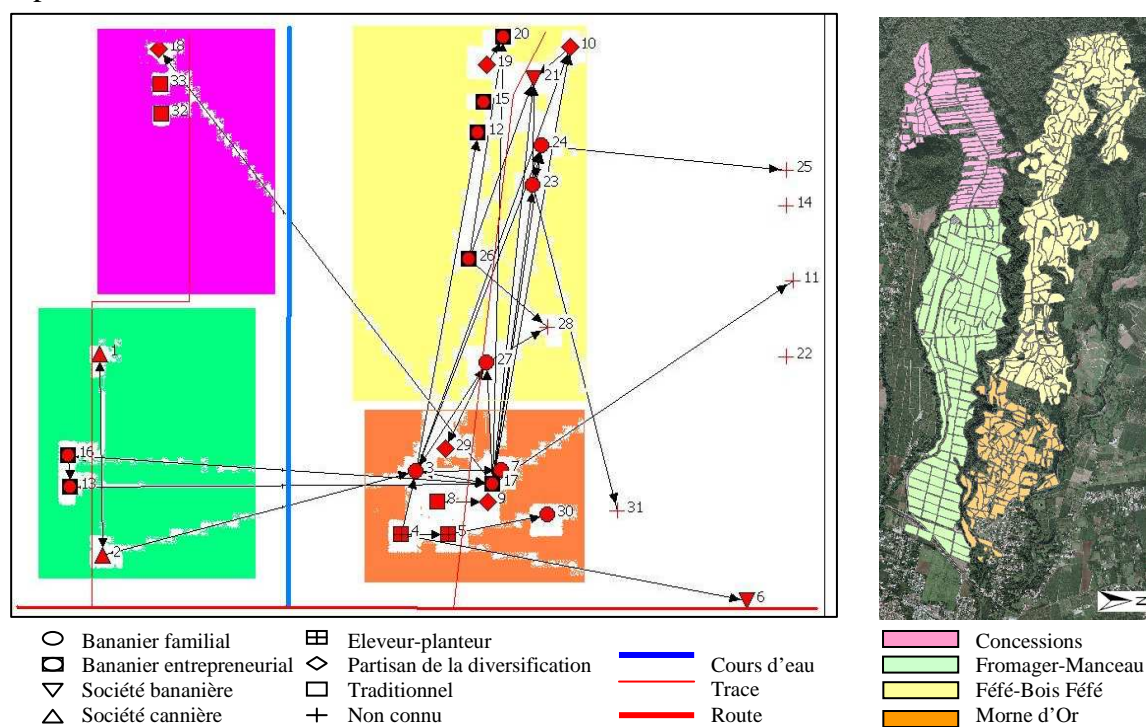 20
10
18
19
21
33
15
32
12
24
25
23
14
26
11
28
1
27
22
29
16
3
7
17
13
8
9
30
31
4
5
2
6
N
Bananier familial
Eleveur-planteur
Concessions
Bananier entrepreneurial
Partisan de la diversification
Cours d'eau
Fromager-Manceau
Société bananière
Traditionnel
Trace
Féfé-Bois Féfé
Société cannière
Non connu
Route
Morne d'Or